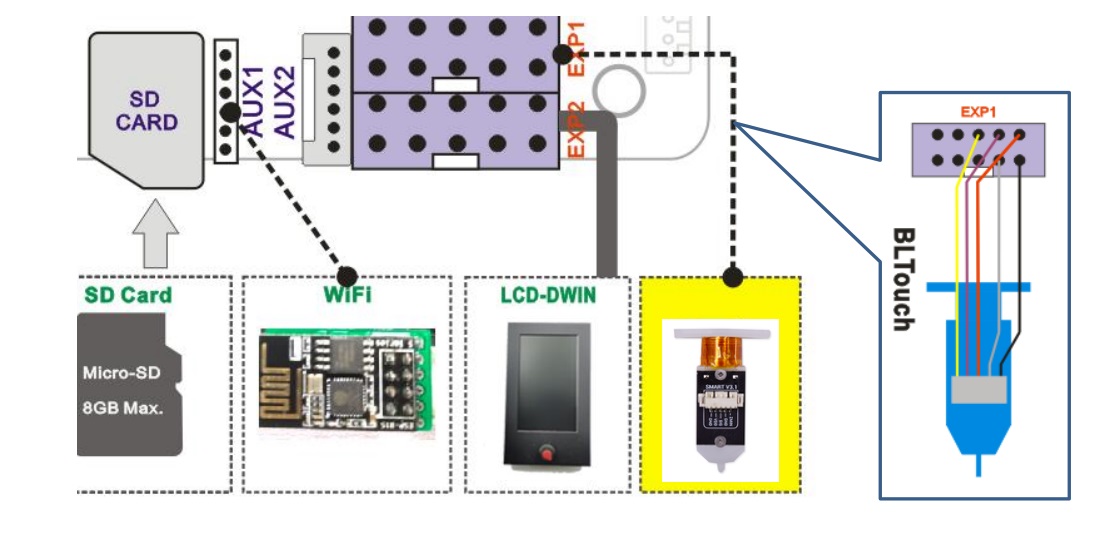 SD
CARD
AUX1
AUX2
EXP1
EXP2
EXP1
BLTouch
SD Card
WiFi
LCD-DWIN
Micro-SD
8GB Max.
SMART V3.1